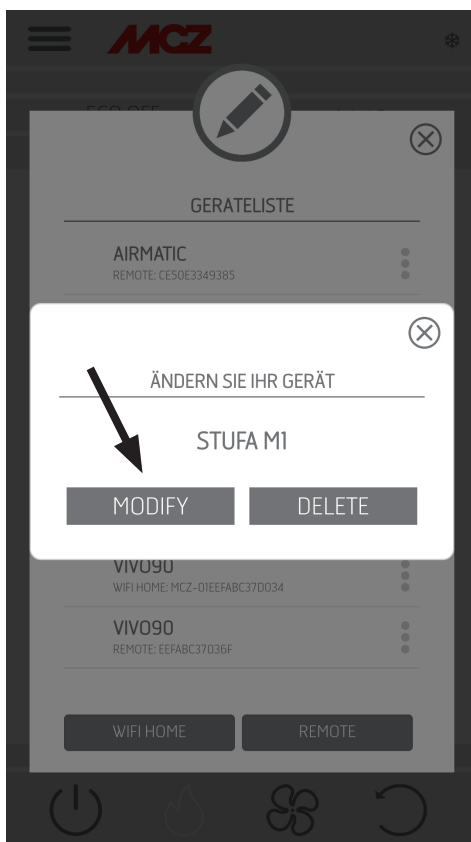 MCZ
GERATELISTE
AIRMATIC
REMOTE: CE50E3349385
ÄNDERN SIE IHR GERÄT
STUFA M1
MODIFY
DELETE
VIVO90
WIFI HOME: MCZ-01EEFABC37D034
VIVO90
REMOTE: EEFABC37036F
WIFI HOME
REMOTE